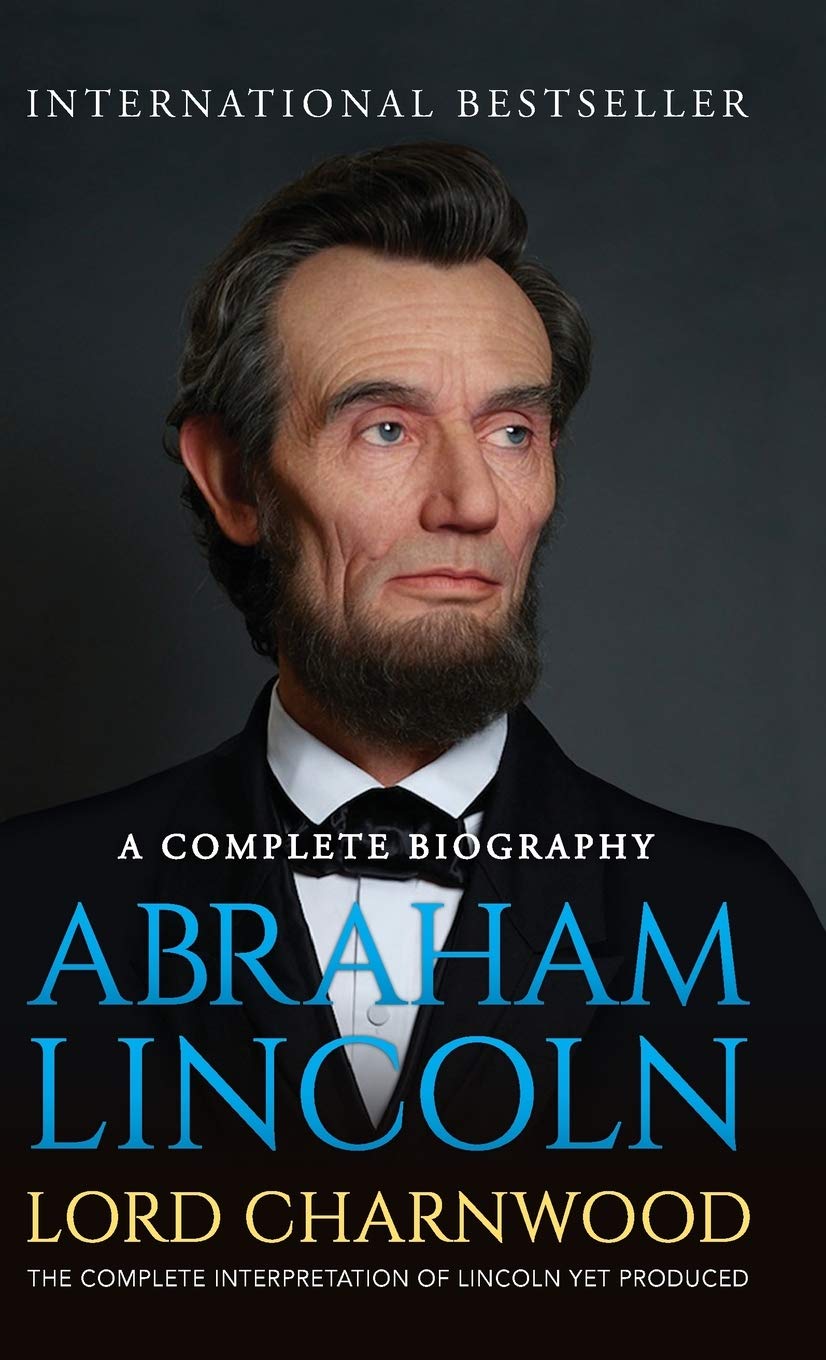 INTERNATIONAL BESTSELLER
A COMPLETE BIOGRAPHY
ABRAHAM
LINCOLN
LORD CHARNWOOD
THE COMPLETE INTERPRETATION OF LINCOLN YET PRODUCED